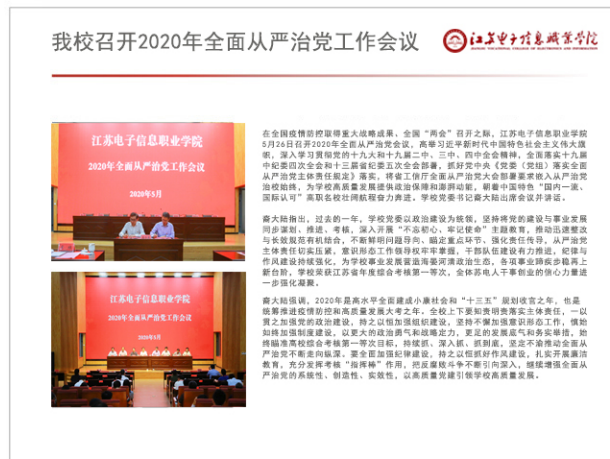 我校召开2020年全面从严治党工作会议
江苏电子信息职业学院
JIANGSU VOCATIONAL COLLEGE OF ELECTRONICS AND INFORMATION
江苏电子信息职业学院
2020年全面从严治党工作会议
2020年5月
江苏电子信息职业学院
2020年全面从严治党工作会议
2020年5月
在全国疫情防控取得重大战略成果、全国“两会”召开之际，江苏电子信息职业学院
5月26日召开2020年全面从严治党会议，高举习近平新时代中国特色社会主义伟大旗
帜，深入学习贯彻党的十九大和十九届二中、三中、四中全会精神，全面落实十九届
中纪委四次全会和十三届省纪委五次全会部署，抓好党中央《党委（党组）落实全面
从严治党主体责任规定》落实，将省工信厅全面从严治党大会部署要求嵌入从严治党
治校始终，为学校高质量发展提供政治保障和澎湃动能，朝着中国特色“国内一流、
国际认可”高职名校壮阔航程奋力奔进。学校党委书记裔大陆出席会议并讲话。
裔大陆指出，过去的一年，学校党委以政治建设为统领，坚持将党的建设与事业发展
同步谋划、推进、考核，深入开展“不忘初心、牢记使命”主题教育，推动迅速整改
与长效规范有机结合，不断鲜明问题导向、瞄定重点环节、强化责任传导，从严治党
主体责任切实压紧、意识形态工作领导权牢牢掌握，干部队伍建设有力推进，纪律与
作风建设持续强化，为学校事业发展营造海晏河清政治生态，各项事业蹄疾步稳再上
新台阶，学校荣获江苏省年度综合考核第一等次，全体苏电人干事创业的信心力量进
一步强化凝聚。
裔大陆强调，2020年是高水平全面建成小康社会和“十三五”规划收官之年，也是
统筹推进疫情防控和高质量发展大考之年。全校上下要知责明责落实主体责任，一以
贯之加强党的政治建设，持之以恒加强组织建设，坚持不懈加强意识形态工作，慎始
如终加强制度建设，以更大的政治勇气和战略定力，更足的发展底气和务实举措，始
终瞄准高校综合考核第一等次目标，持续抓、深入抓、抓到底，坚定不渝推动全面从
严治党不断走向纵深。要全面加强纪律建设，持之以恒抓好作风建设，扎实开展廉洁
教育，充分发挥考核“指挥棒”作用，把反腐败斗争不断引向深入，继续增强全面从
严治党的系统性、创造性、实效性，以高质量党建引领学校高质量发展。